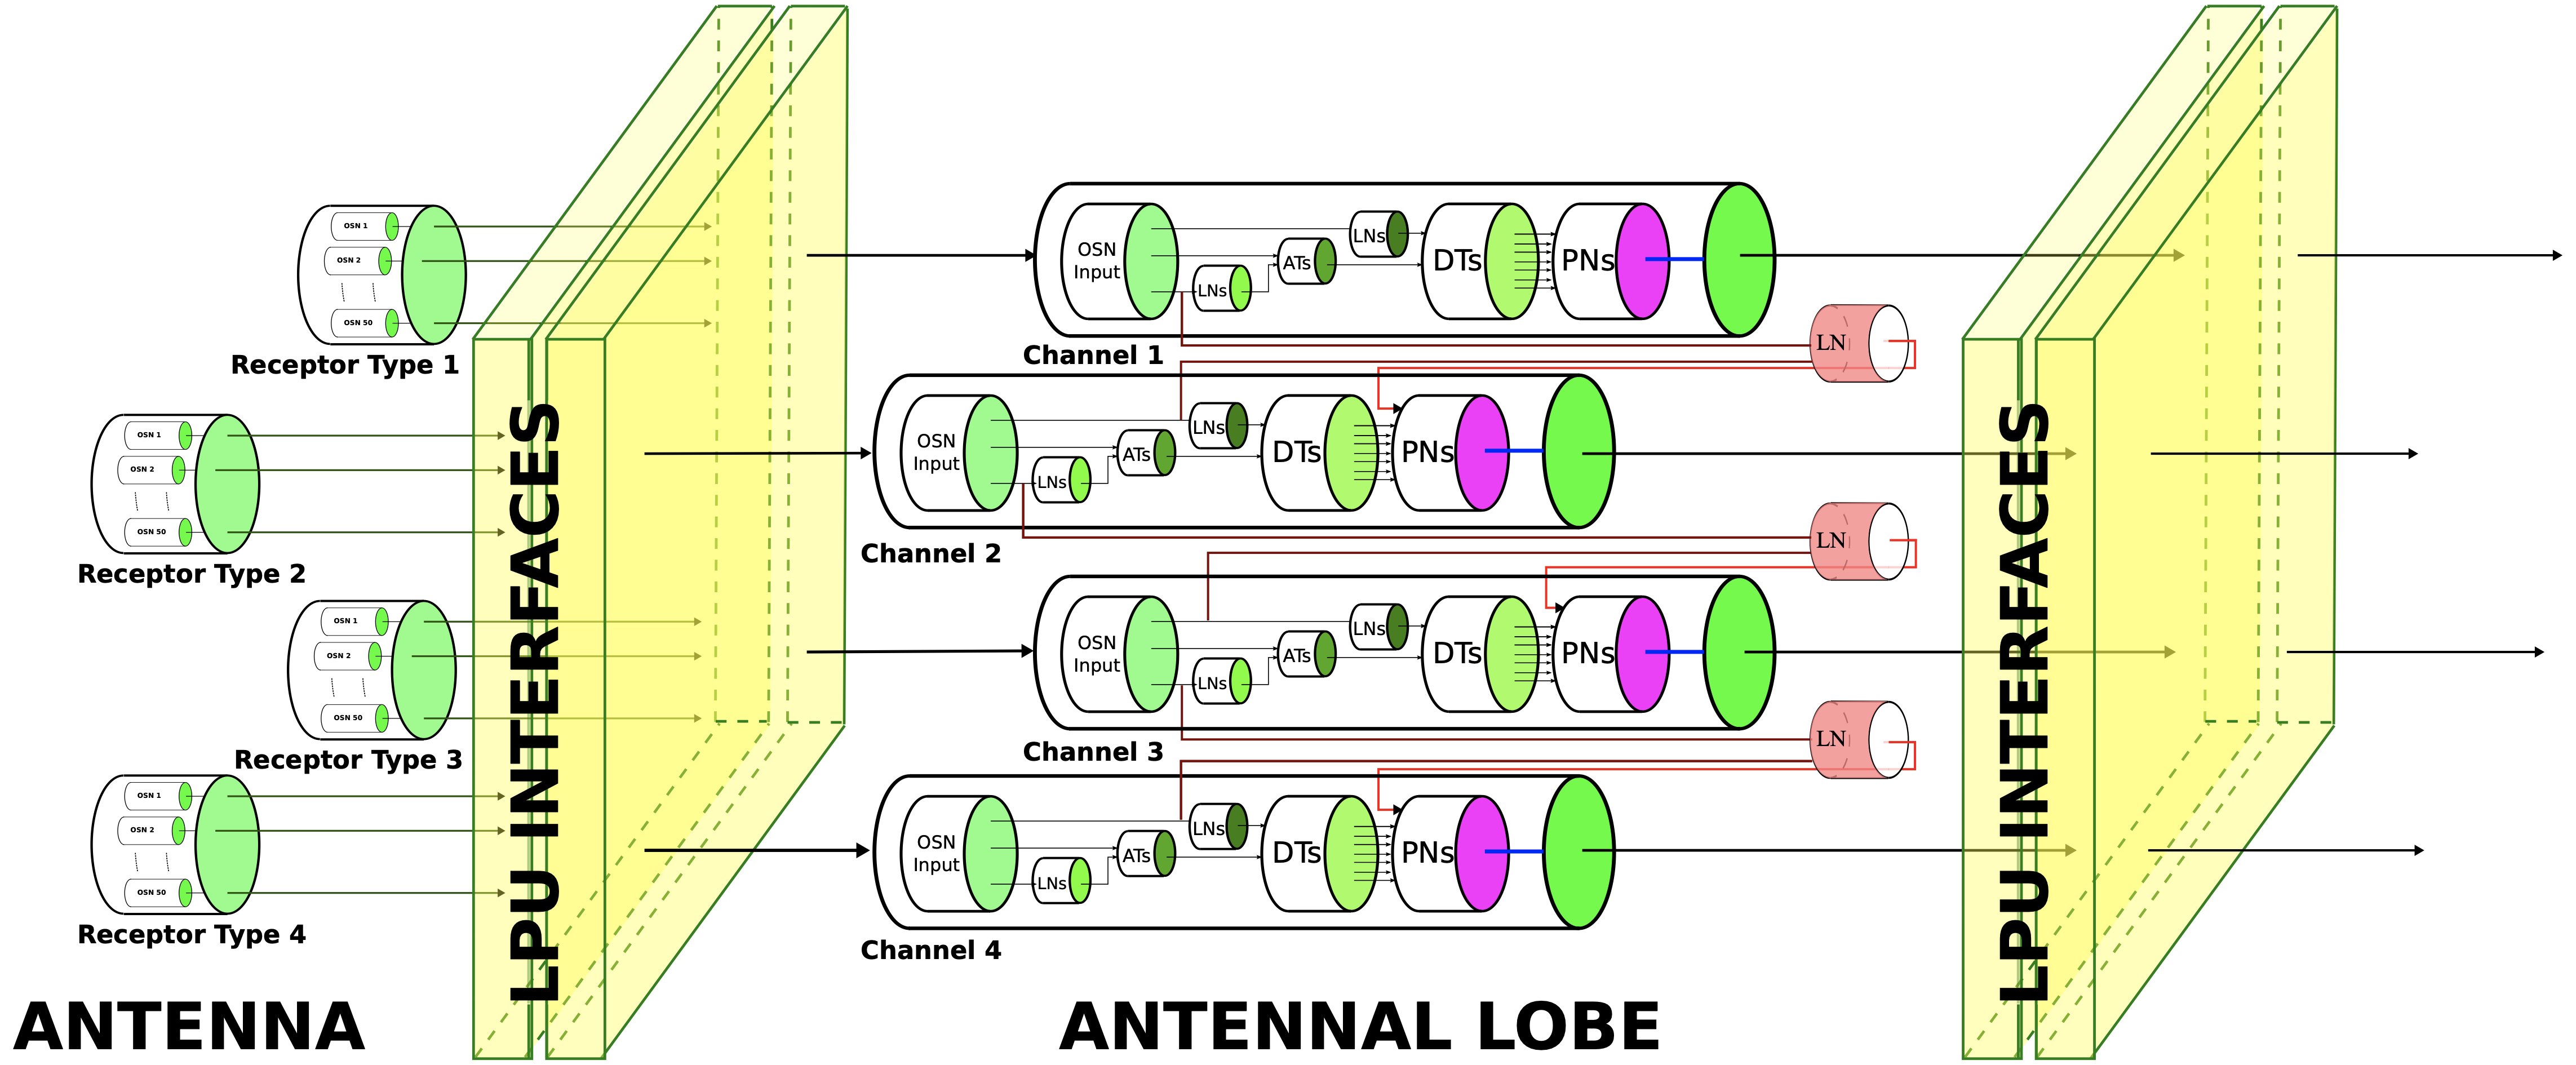 OSN 1
OSN 2
OSN 50
Receptor Type 1
OSN 1
OSN 2
OSN 50
Receptor Type 2
OSN 1
OSN 2
OSN 50
Receptor Type 3
OSN 1
OSN 2
OSN 50
Receptor Type 4
ANTENNA
LPU INTERFACES
OSN
Input
LNs
ATs
LNs
DTs
PNs
Channel 1
LN
OSN
Input
LNs
ATs
LNs
DTs
PNs
Channel 2
LN
OSN
Input
LNs
ATs
LNs
DTs
PNs
Channel 3
LN
OSN
Input
LNs
ATs
LNs
DTs
PNs
Channel 4
ANTENNAL LOBE
LPU INTERFACES